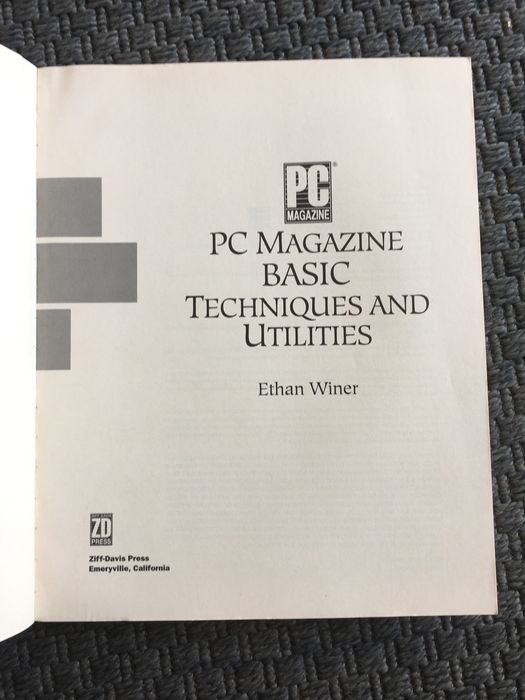 PC
MAGAZINE
®
PC MAGAZINE
BASIC
TECHNIQUES AND
UTILITIES
Ethan Winer
ZD
PRESS
Ziff-Davis Press
Emeryville, California